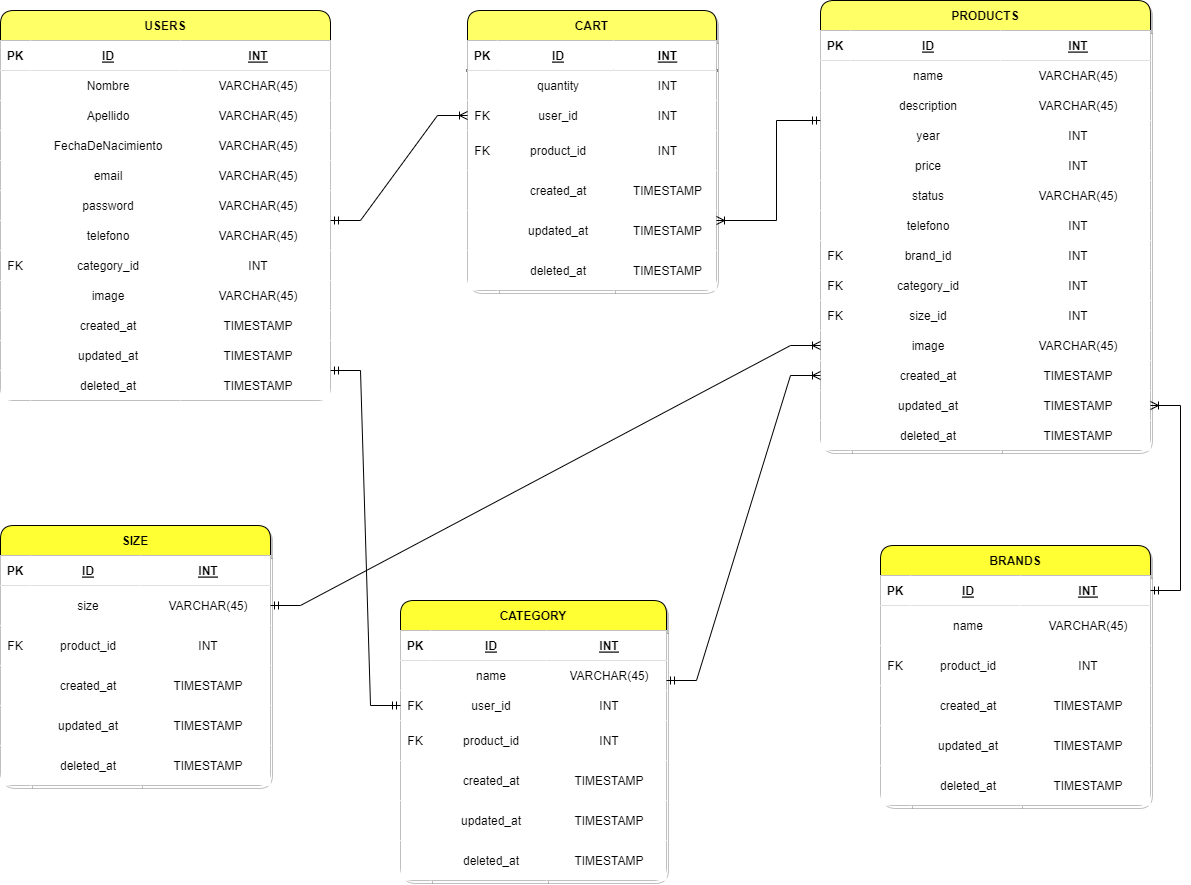 USERS
PK ID INT
Nombre VARCHAR(45)
Apellido VARCHAR(45)
FechaDeNacimiento VARCHAR(45)
email VARCHAR(45)
password VARCHAR(45)
telefono VARCHAR(45)
FK category_id INT
image VARCHAR(45)
created_at TIMESTAMP
updated_at TIMESTAMP
deleted_at TIMESTAMP
CART
PK ID INT
quantity INT
FK user_id INT
FK product_id INT
created_at TIMESTAMP
updated_at TIMESTAMP
deleted_at TIMESTAMP
PRODUCTS
PK ID INT
name VARCHAR(45)
description VARCHAR(45)
year INT
price INT
status VARCHAR(45)
telefono INT
FK brand_id INT
FK category_id INT
FK size_id INT
image VARCHAR(45)
created_at TIMESTAMP
updated_at TIMESTAMP
deleted_at TIMESTAMP
SIZE
PK ID INT
size VARCHAR(45)
FK product_id INT
created_at TIMESTAMP
updated_at TIMESTAMP
deleted_at TIMESTAMP
CATEGORY
PK ID INT
name VARCHAR(45)
FK user_id INT
FK product_id INT
created_at TIMESTAMP
updated_at TIMESTAMP
deleted_at TIMESTAMP
BRANDS
PK ID INT
name VARCHAR(45)
FK product_id INT
created_at TIMESTAMP
updated_at TIMESTAMP
deleted_at TIMESTAMP